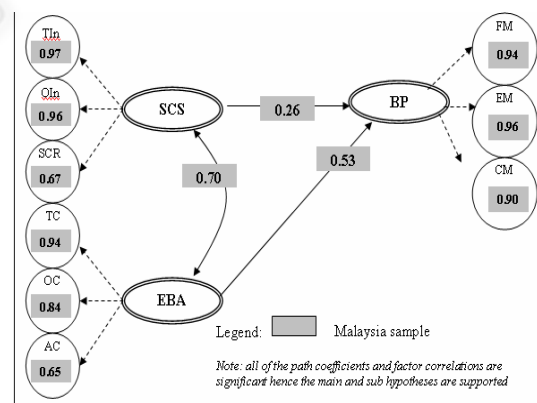 TIn
0.97
OIn
0.96
SCR
0.67
TC
0.94
OC
0.84
AC
0.65
SCS
0.26
BP
0.70
0.53
EBA
FM
0.94
EM
0.96
CM
0.90
Legend: Malaysia sample
Note: all of the path coefficients and factor correlations are
significant hence the main and sub hypotheses are supported